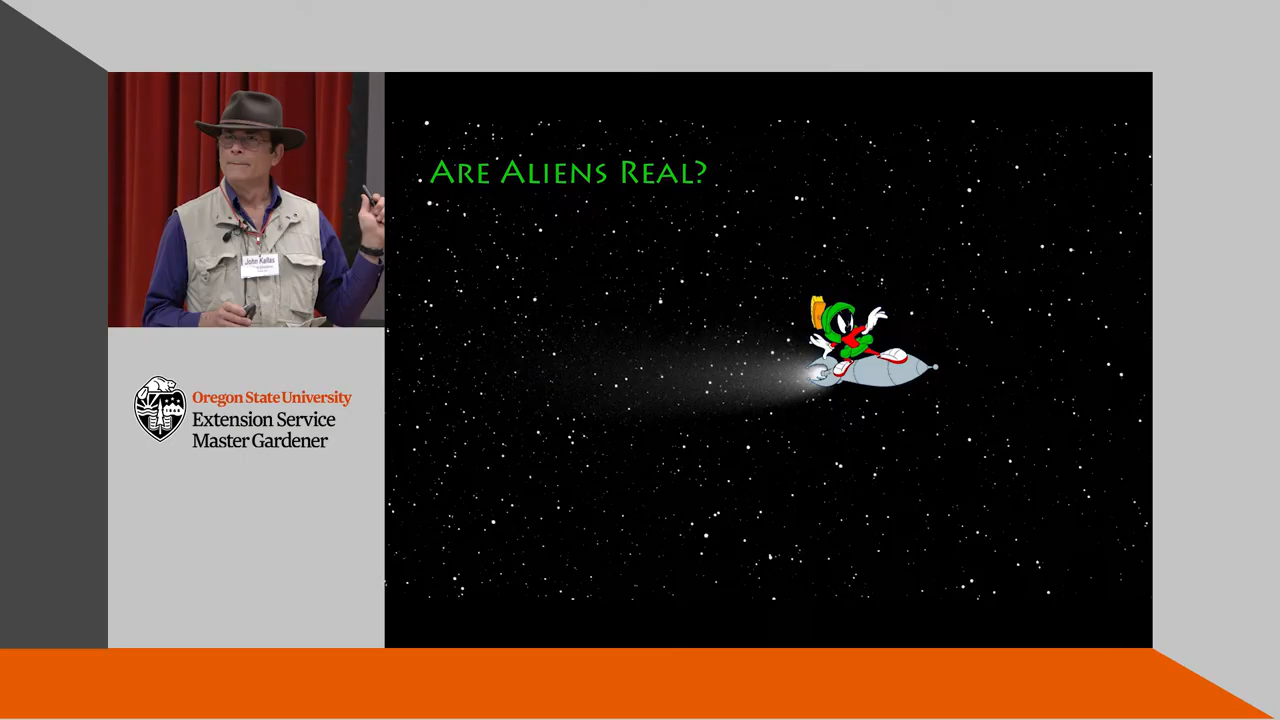 Are Aliens Real?
John Kallas
Oregon State University
Extension Service
Master Gardener